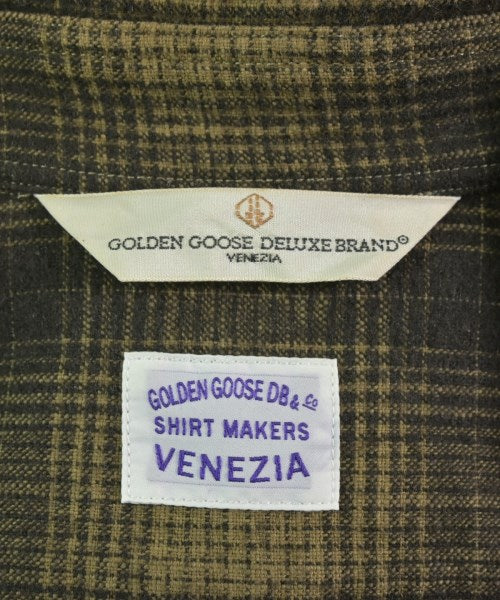 GOLDEN GOOSE DELUXE BRAND®
VENEZIA
GOLDEN GOOSE DB & Co
SHIRT MAKERS
VENEZIA